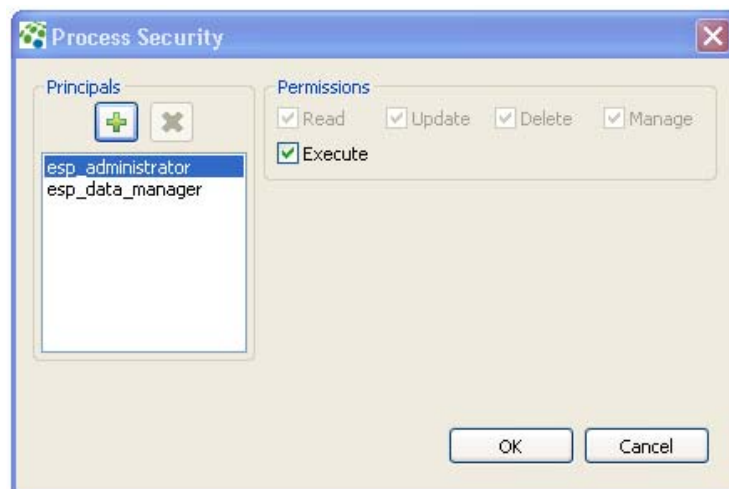 Process Security
Principals
esp_administrator
esp_data_manager
Permissions
Read Update Delete Manage
Execute
OK Cancel